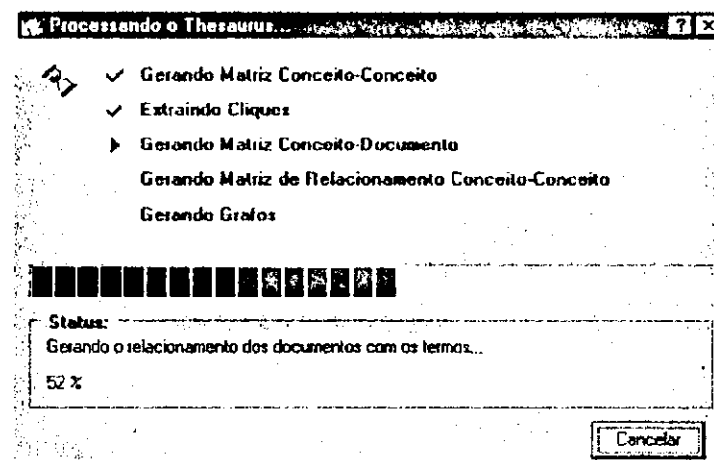 Processando o Thesaurus...
Gerando Matriz Conceito-Conceito
Extraindo Cliques
Gerando Matriz Conceito-Documento
Gerando Matriz de Relacionamento Conceito-Conceito
Gerando Grafos
Status:
Gerando o relacionamento dos documentos com os termos...
52 %
Cancelar